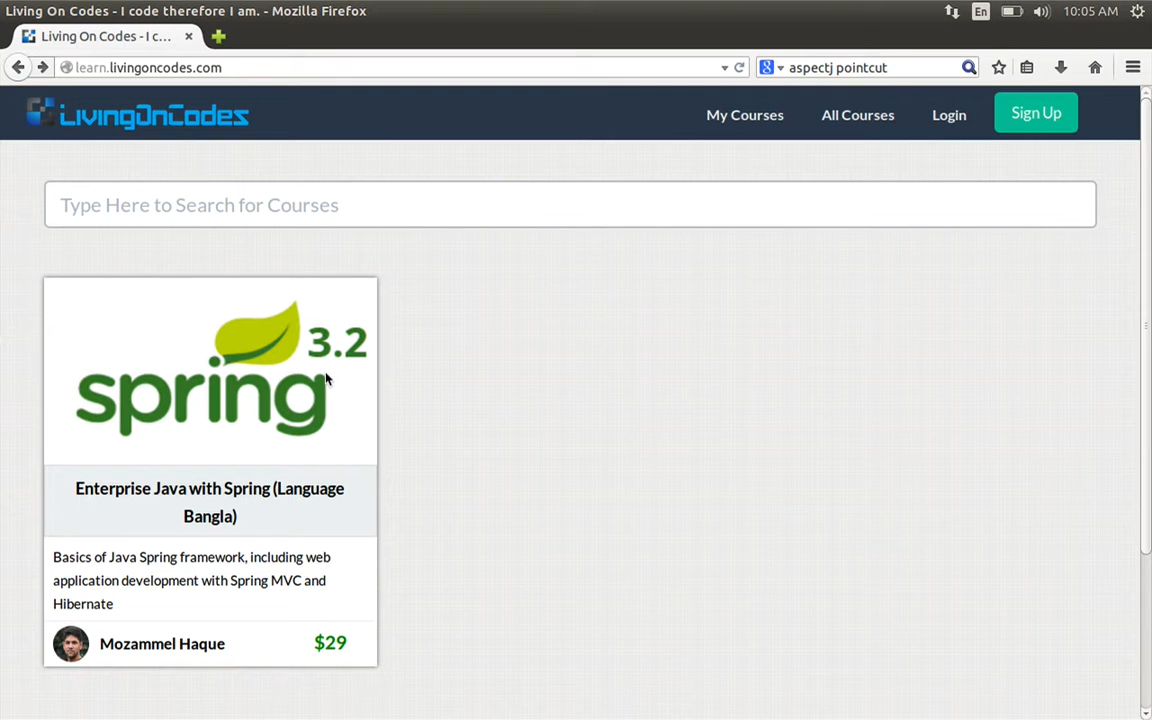 Living On Codes - I code therefore I am. - Mozilla Firefox
En
10:05 AM
Living On Codes - I c...
learn.livingoncodes.com
aspectj pointcut
LivingOnCodes
My Courses
All Courses
Login
Sign Up
Type Here to Search for Courses
3.2
spring
Enterprise Java with Spring (Language
Bangla)
Basics of Java Spring framework, including web
application development with Spring MVC and
Hibernate
Mozammel Haque
$29